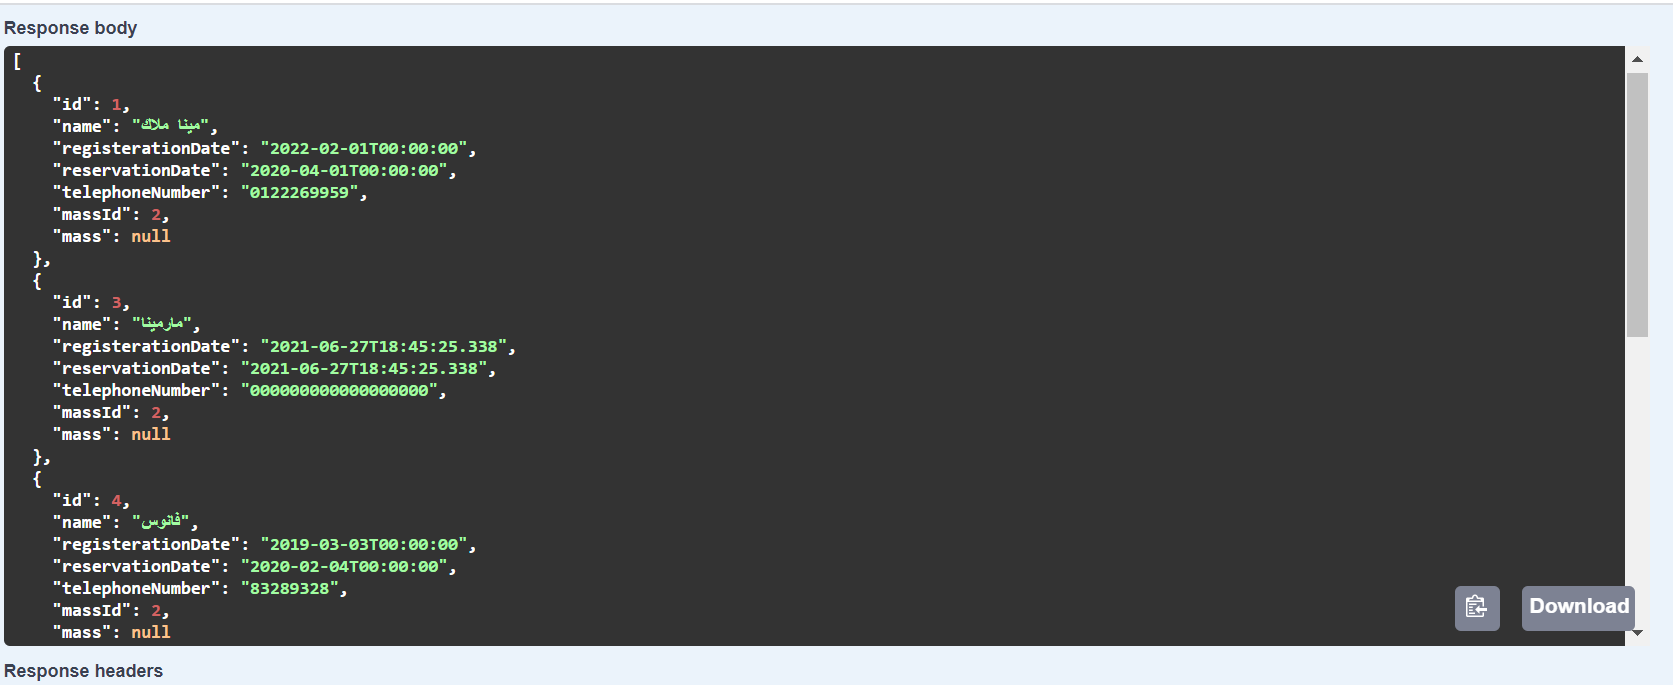 Response body
[
  {
    "id": 1,
    "name": "مينا ملاك",
    "registerationDate": "2022-02-01T00:00:00",
    "reservationDate": "2020-04-01T00:00:00",
    "telephoneNumber": "0122269959",
    "massId": 2,
    "mass": null
  },
  {
    "id": 3,
    "name": "مارمينا",
    "registerationDate": "2021-06-27T18:45:25.338",
    "reservationDate": "2021-06-27T18:45:25.338",
    "telephoneNumber": "000000000000000000",
    "massId": 2,
    "mass": null
  },
  {
    "id": 4,
    "name": "فانوس",
    "registerationDate": "2019-03-03T00:00:00",
    "reservationDate": "2020-02-04T00:00:00",
    "telephoneNumber": "83289328",
    "massId": 2,
    "mass": null
Download
Response headers